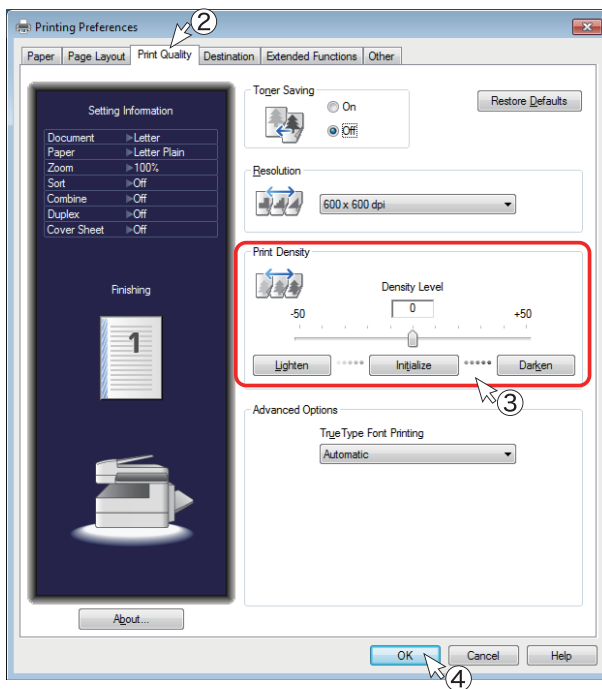 Printing Preferences
②
Paper Page Layout Print Quality Destination Extended Functions Other
Setting Information
Document Letter
Paper Letter Plain
Zoom 100%
Sort Off
Combine Off
Duplex Off
Cover Sheet Off
Finishing
1
About...
Toner Saving
On
Off
Restore Defaults
Resolution
600 x 600 dpi
Print Density
Density Level
-50 0 +50
Lighten Initialize Darken
③
Advanced Options
TrueType Font Printing
Automatic
OK Cancel Help
④